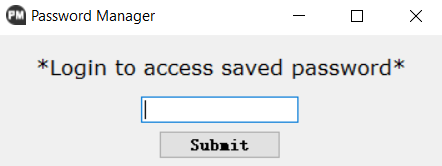 PM Password Manager
*Login to access saved password*
Submit